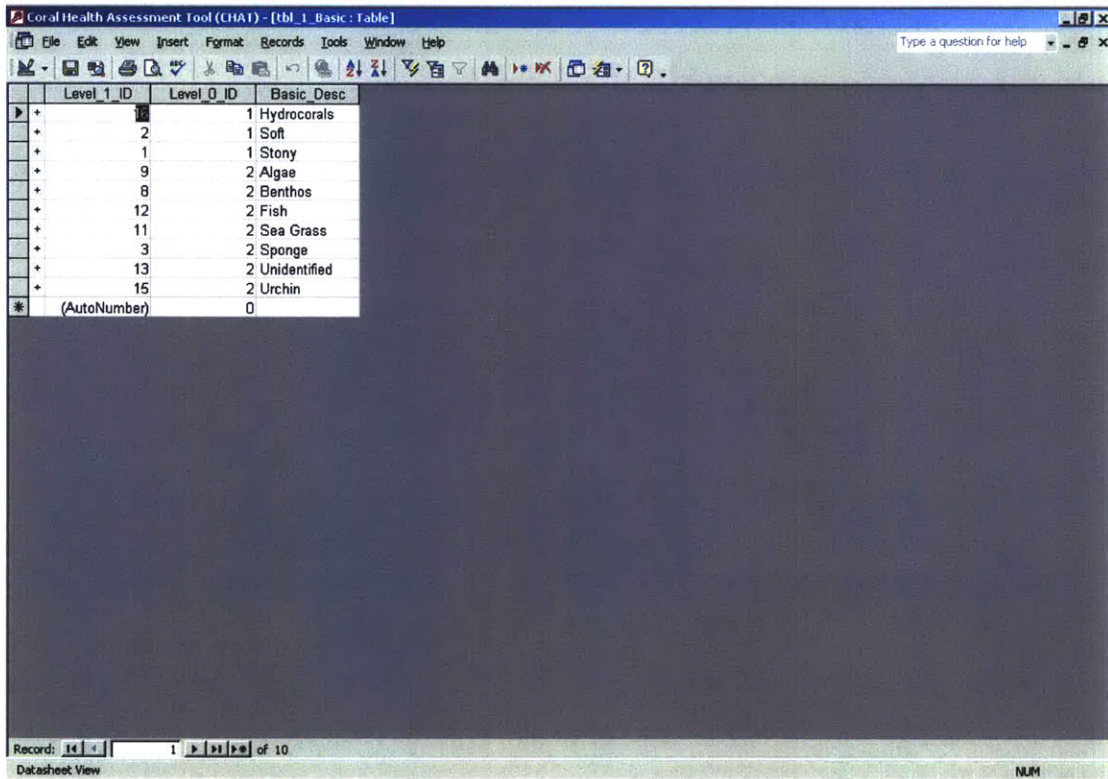 Coral Health Assessment Tool (CHAT) - [tbl_1_Basic : Table]
File Edit View Insert Format Records Tools Window Help Type a question for help
Level_1_ID Level_0_ID Basic_Desc
1 Hydrocorals
2 1 Soft
1 1 Stony
9 2 Algae
8 2 Benthos
12 2 Fish
11 2 Sea Grass
3 2 Sponge
13 2 Unidentified
15 2 Urchin
(AutoNumber) 0
Record: 1 of 10
Datasheet View NUM